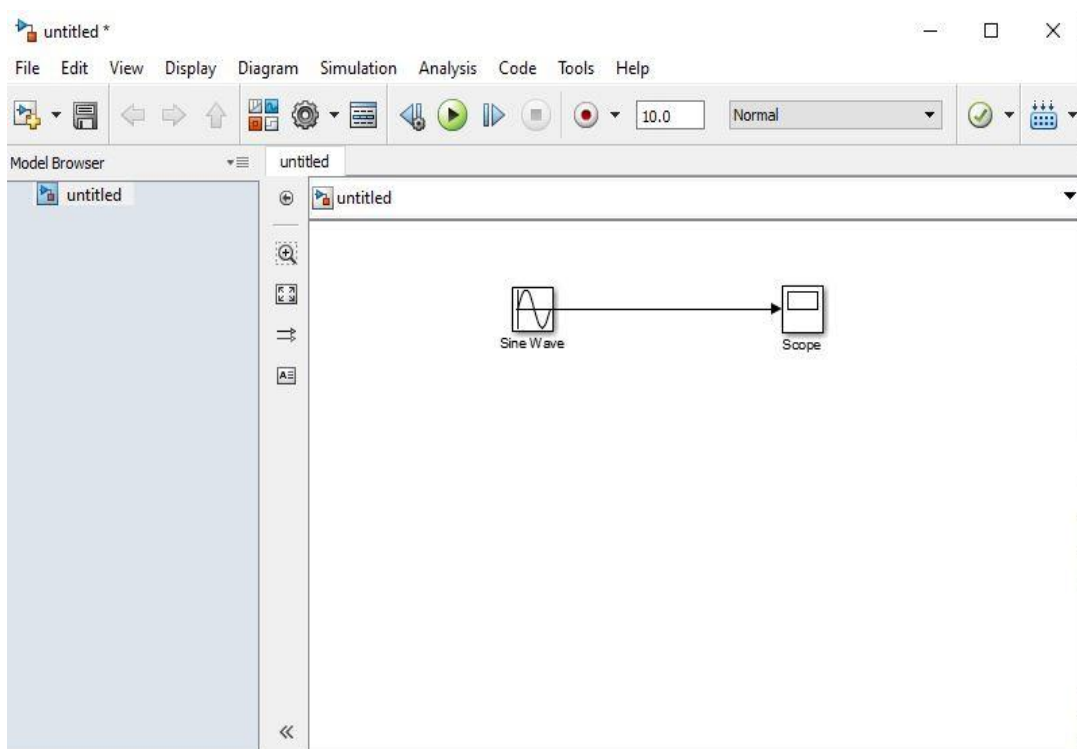 untitled *
File Edit View Display Diagram Simulation Analysis Code Tools Help
10.0 Normal
Model Browser untitled
untitled untitled
Sine Wave Scope
A